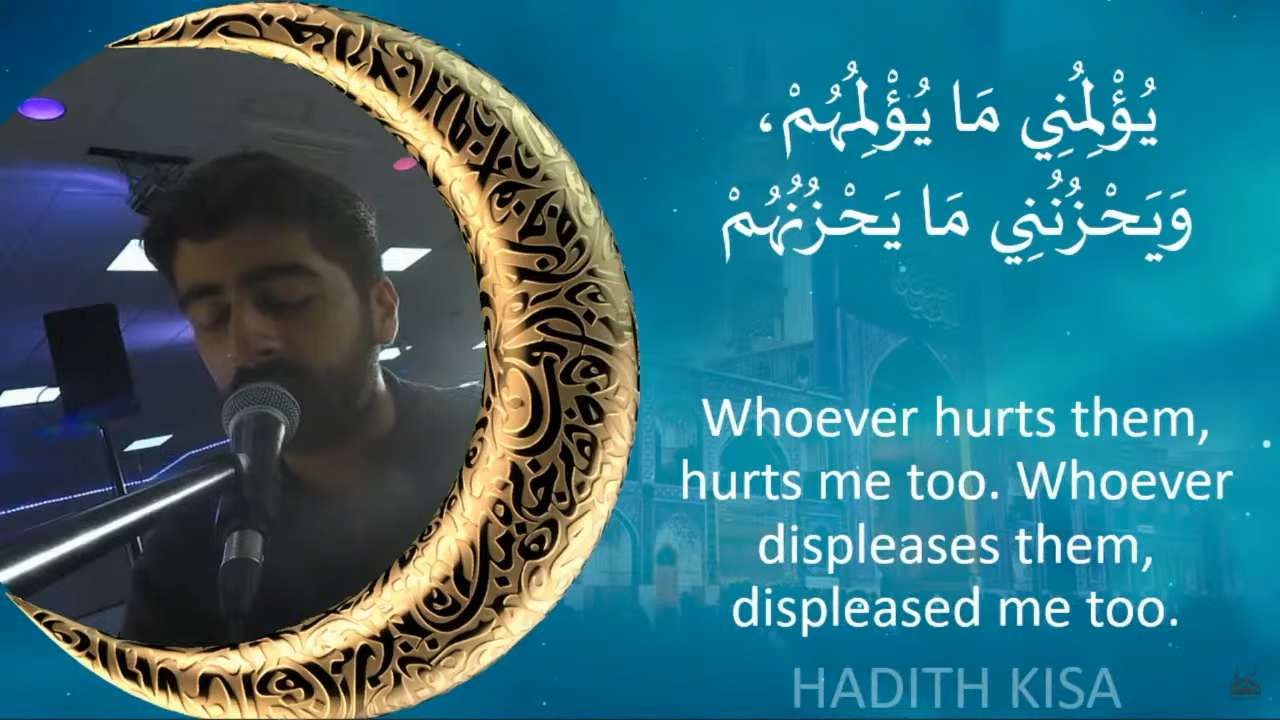 يُؤْلِمُنِي مَا يُؤْلِمُهُمْ،
وَيَحْزُنُنِي مَا يَحْزُنُهُمْ
Whoever hurts them,
hurts me too. Whoever
displeases them,
displeased me too.
HADITH KISA